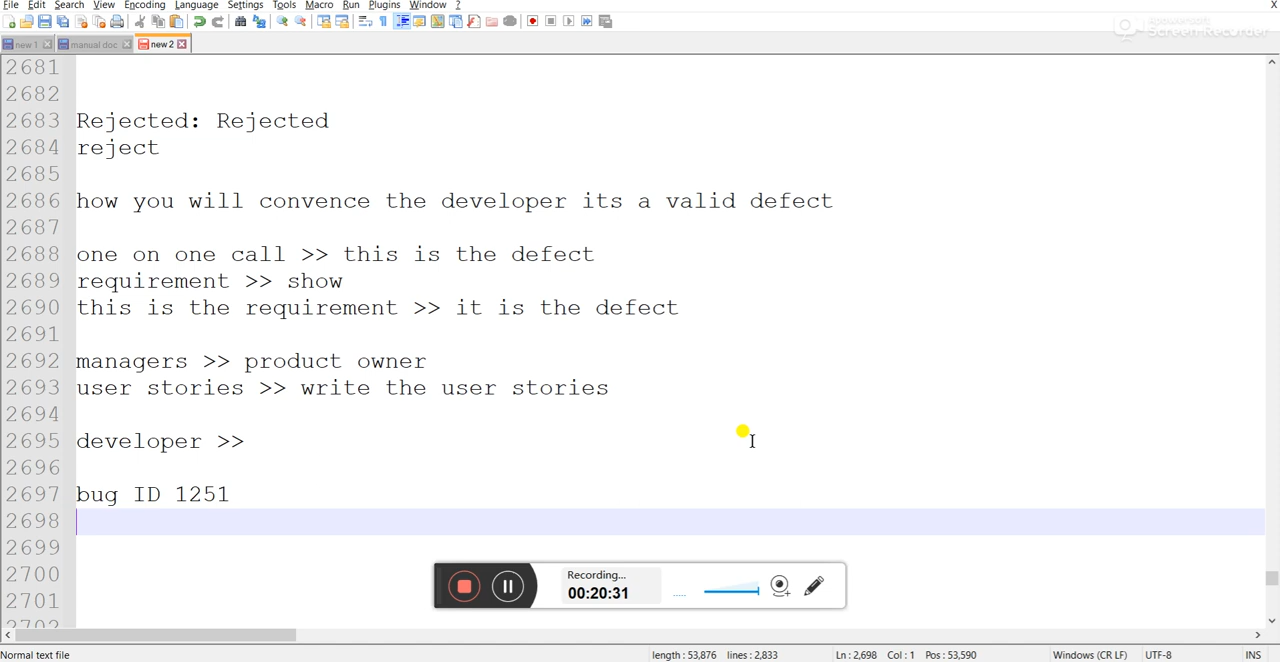 File Edit Search View Encoding Language Settings Tools Macro Run Plugins Window ? X
Apowersoft
Screen Recorder
new 1 manual doc new 2
2681
2682
2683 Rejected: Rejected
2684 reject
2685
2686 how you will convence the developer its a valid defect
2687
2688 one on one call >> this is the defect
2689 requirement >> show
2690 this is the requirement >> it is the defect
2691
2692 managers >> product owner
2693 user stories >> write the user stories
2694
2695 developer >>
2696
2697 bug ID 1251
2698
2699
2700
2701
2702
Recording...
00:20:31
Normal text file length : 53,876 lines : 2,833 Ln : 2,698 Col : 1 Pos : 53,590 Windows (CR LF) UTF-8 INS